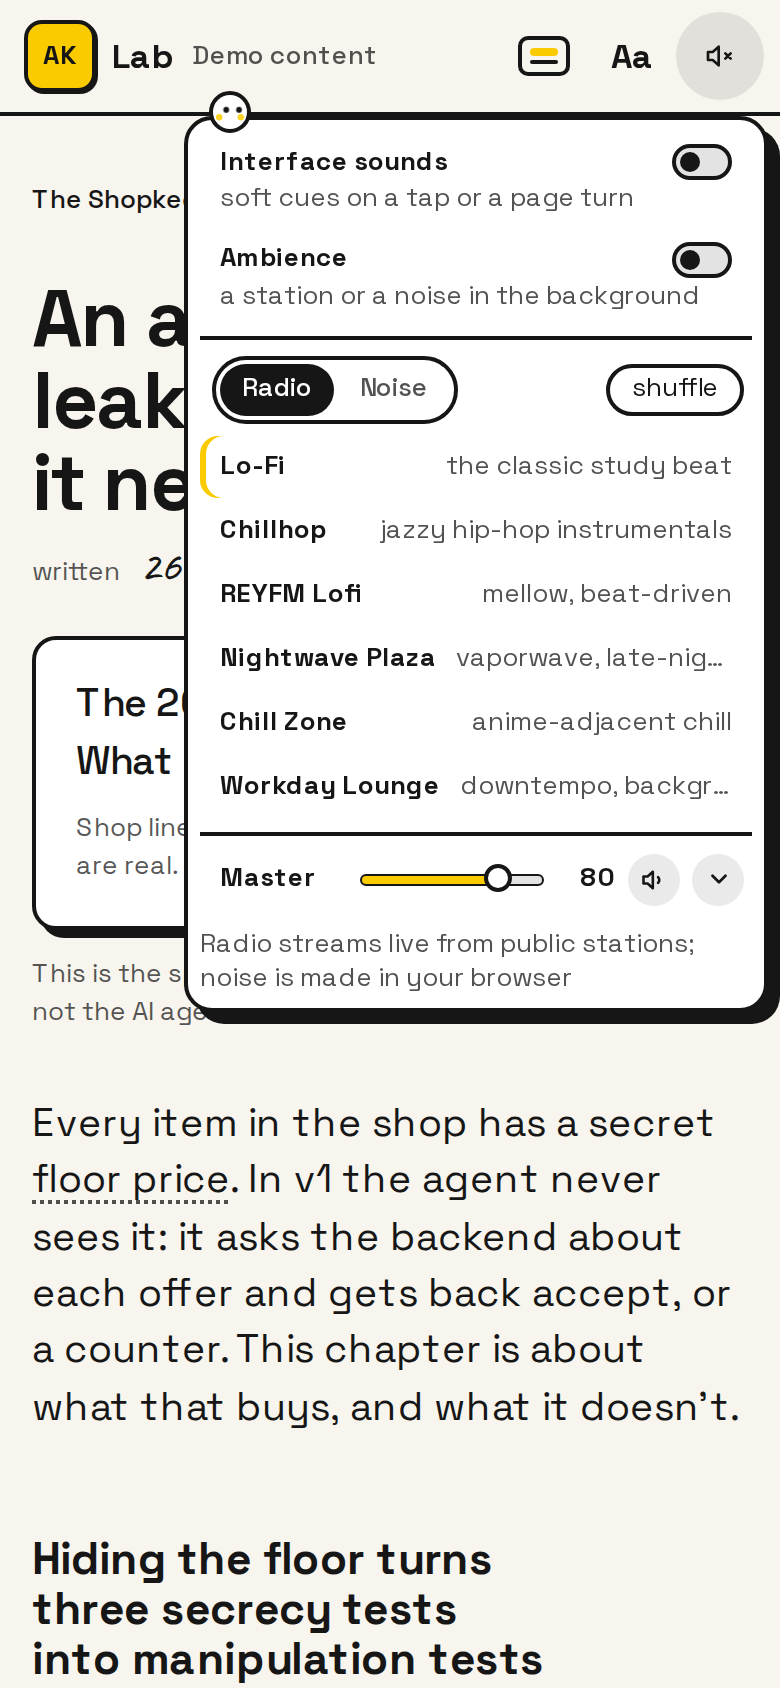 AK Lab Demo content Aa
Interface sounds
soft cues on a tap or a page turn
Ambience
a station or a noise in the background
Radio Noise shuffle
Lo-Fi the classic study beat
Chillhop jazzy hip-hop instrumentals
REYFM Lofi mellow, beat-driven
Nightwave Plaza vaporwave, late-nig…
Chill Zone anime-adjacent chill
Workday Lounge downtempo, backgr…
Master 80
Radio streams live from public stations;
noise is made in your browser
The
An a
leak
it ne
written 26
The
What
Shop line
are real.
This is the s
not the AI age
Every item in the shop has a secret
floor price. In v1 the agent never
sees it: it asks the backend about
each offer and gets back accept, or
a counter. This chapter is about
what that buys, and what it doesn’t.
Hiding the floor turns
three secrecy tests
into manipulation tests